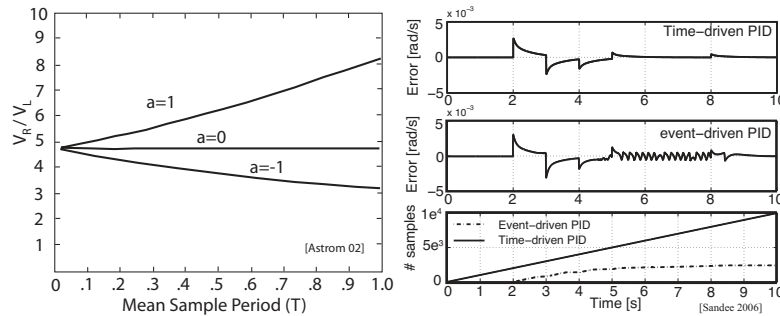 10
9
8
7
6
5
4
3
2
1
V_R / V_L
a=1
a=0
a=-1
[Astrom 02]
0 .1 .2 .3 .4 .5 .6 .7 .8 .9 1.0
Mean Sample Period (T)
x 10⁻³
5
0
−5
Error [rad/s]
Time−driven PID
0 2 4 6 8 10
x 10⁻³
5
0
−5
Error [rad/s]
event−driven PID
0 2 4 6 8 10
1e⁴
5e³
# samples
Event−driven PID
Time−driven PID
0 1 2 3 4 5 6 7 8 9 10
Time [s]
[Sandee 2006]